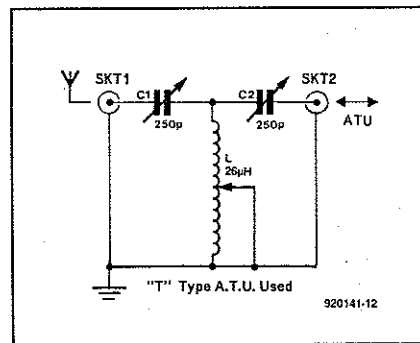 SKT1
C1
250p
C2
250p
SKT2
ATU
L
26µH
"T" Type A.T.U. Used
920141-12